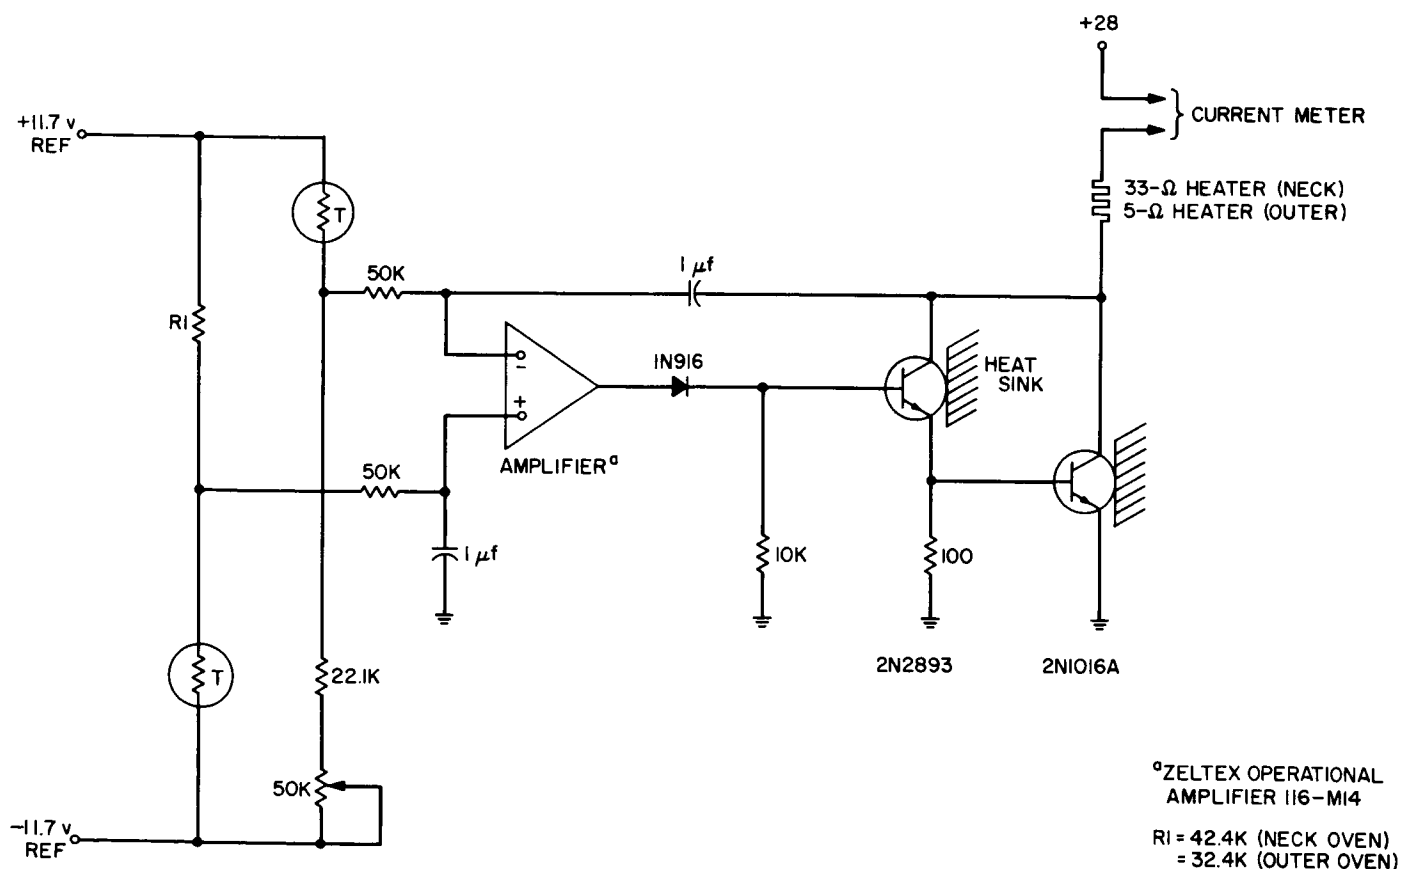 +28
CURRENT METER
+11.7 v
REF
33-Ω HEATER (NECK)
5-Ω HEATER (OUTER)
T
50K
1 μf
R1
1N916
HEAT
SINK
−
+
AMPLIFIERᵃ
50K
1 μf
10K
100
T
22.1K
2N2893
2N1016A
50K
−11.7 v
REF
ᵃZELTEX OPERATIONAL
AMPLIFIER 116-M14
R1 = 42.4K (NECK OVEN)
= 32.4K (OUTER OVEN)